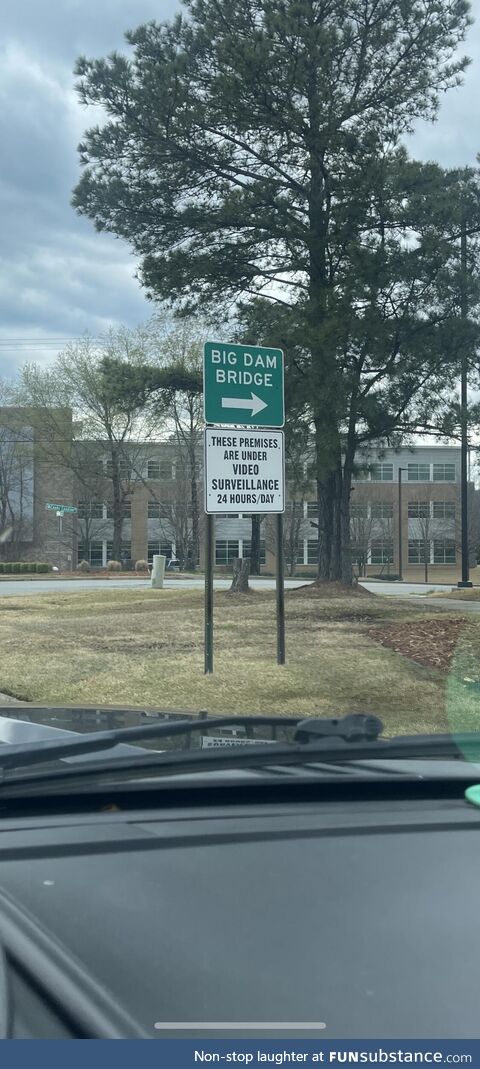 BIG DAM
BRIDGE
THESE PREMISES
ARE UNDER
VIDEO
SURVEILLANCE
24 HOURS/DAY
Non-stop laughter at FUNsubstance.com